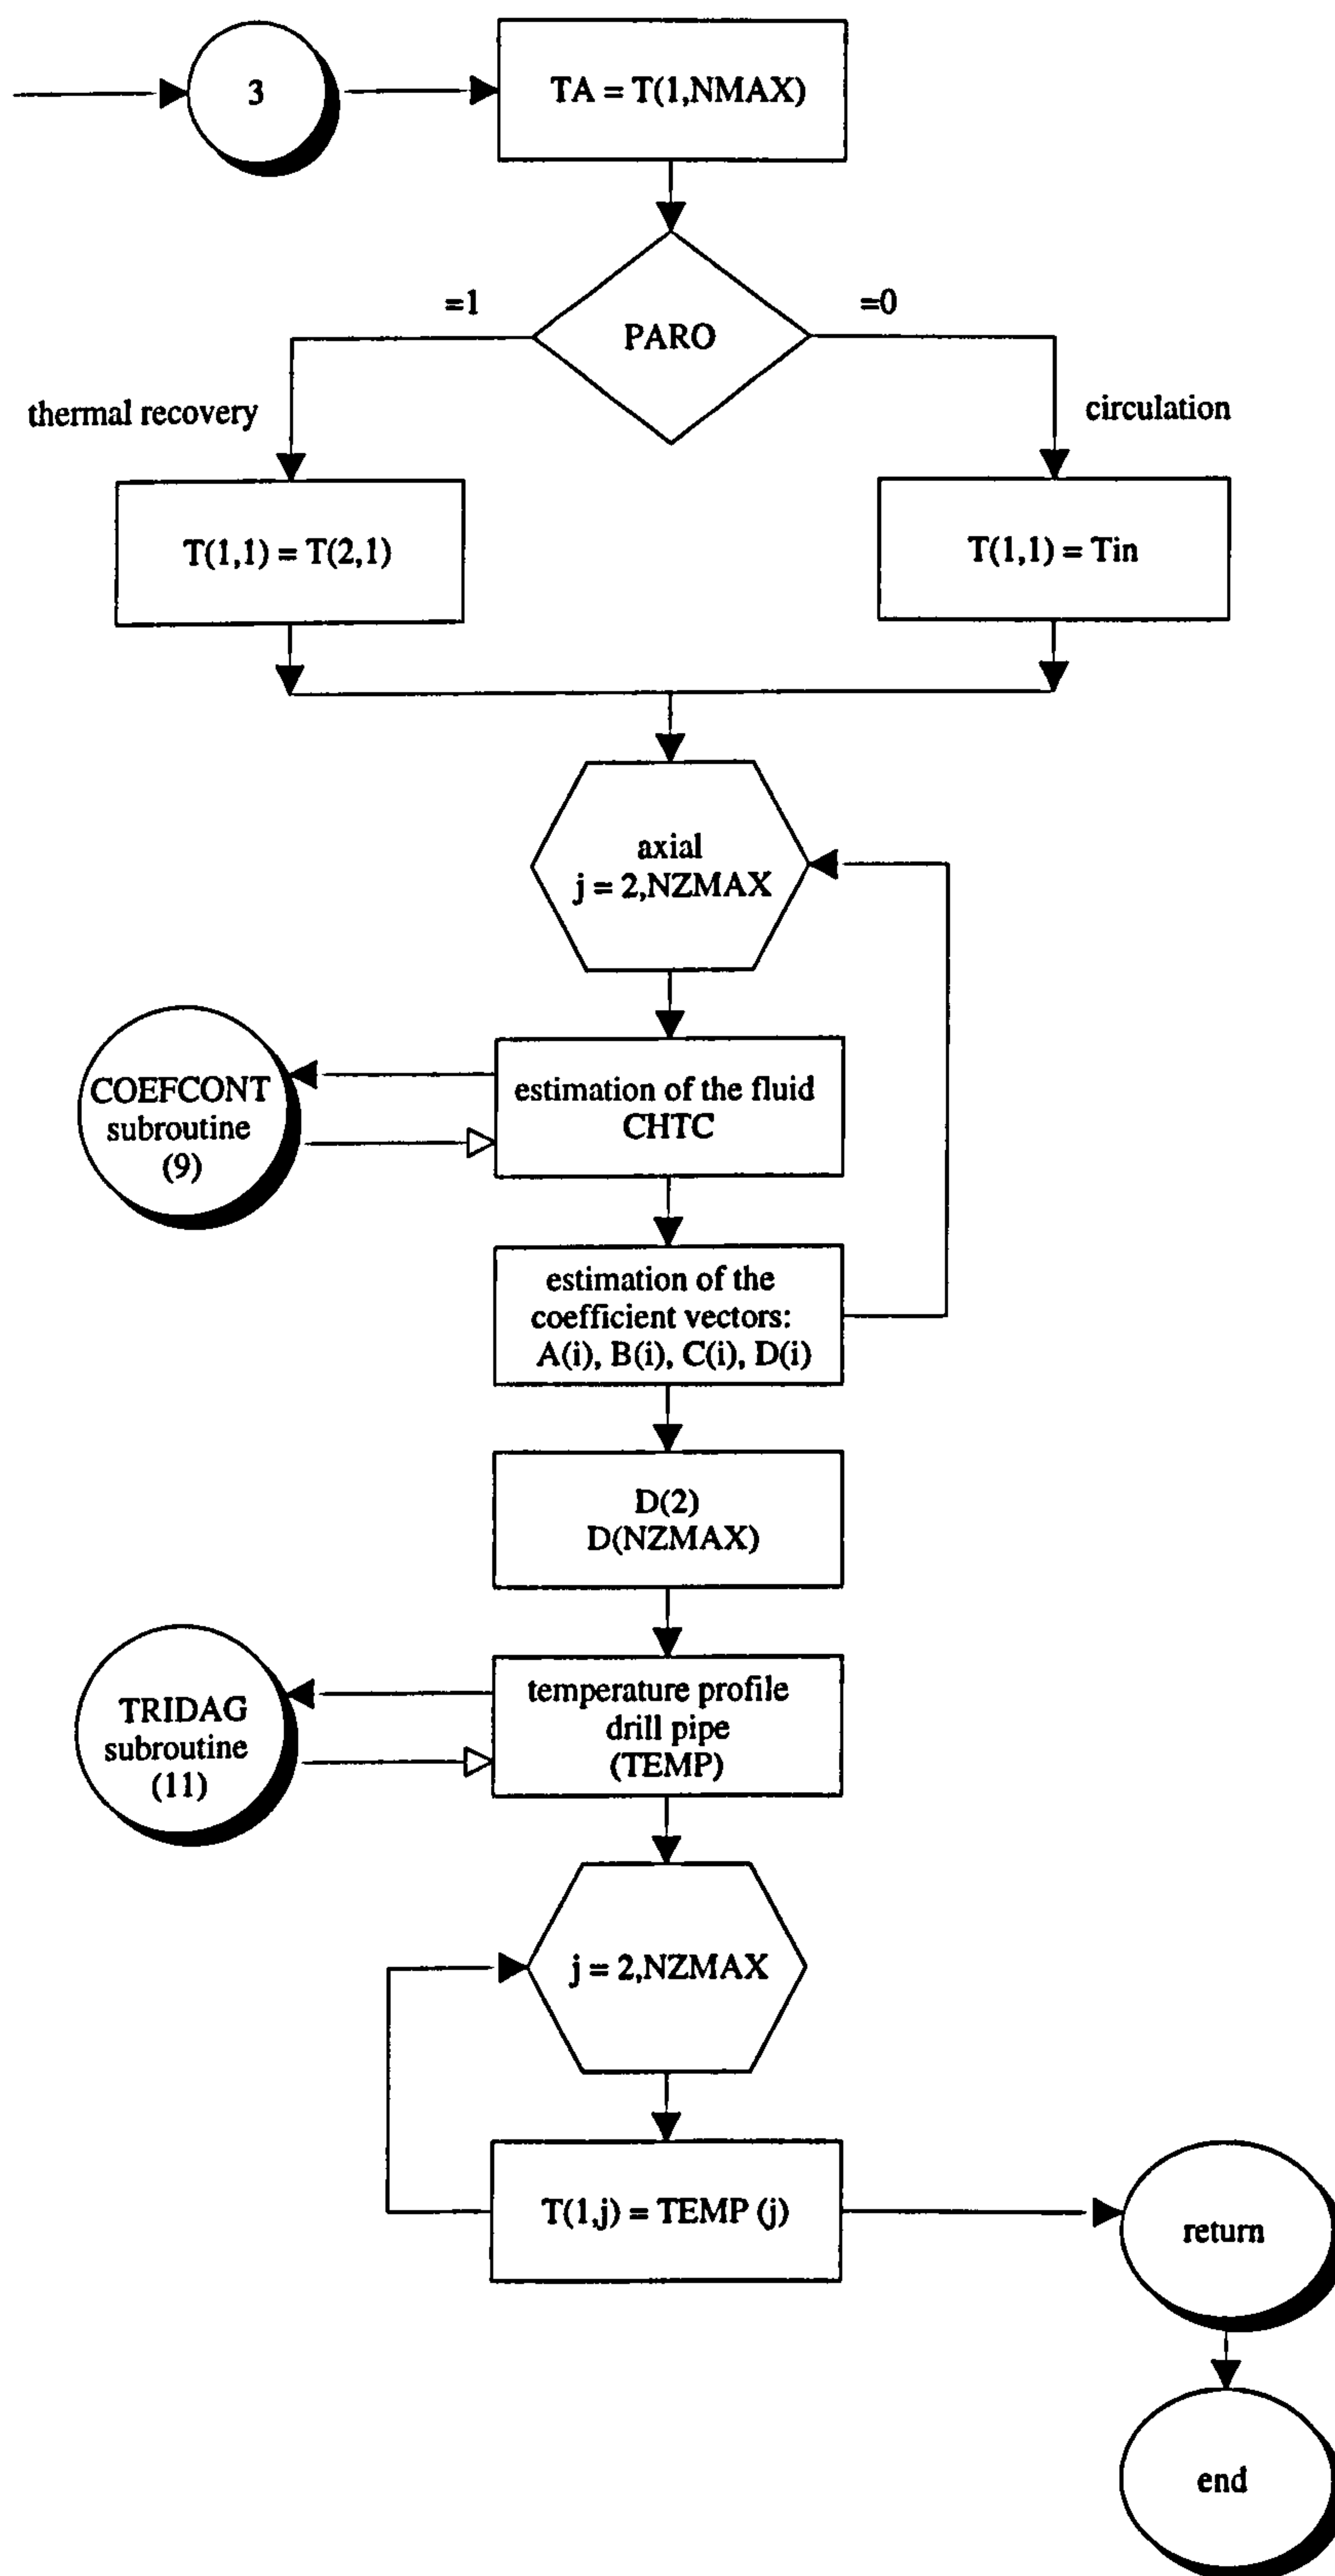 3
TA = T(1,NMAX)
=1
=0
PARO
thermal recovery
circulation
T(1,1) = T(2,1)
T(1,1) = Tin
axial
j = 2,NZMAX
COEFCONT
subroutine
(9)
estimation of the fluid
CHTC
estimation of the
coefficient vectors:
A(i), B(i), C(i), D(i)
D(2)
D(NZMAX)
TRIDAG
subroutine
(11)
temperature profile
drill pipe
(TEMP)
j = 2,NZMAX
T(1,j) = TEMP (j)
return
end